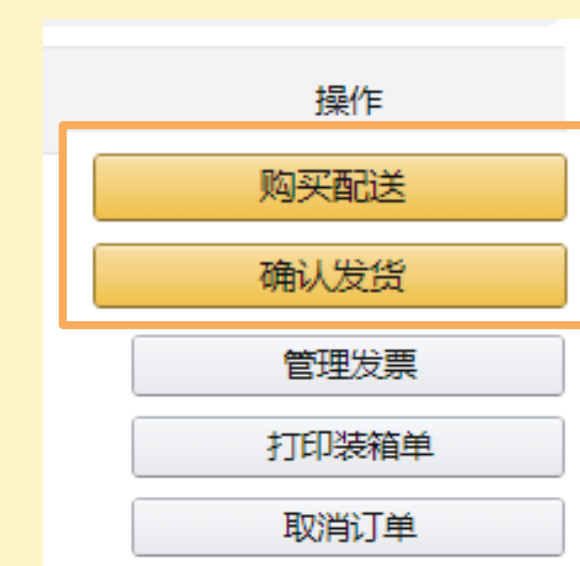 操作
购买配送
确认发货
管理发票
打印装箱单
取消订单